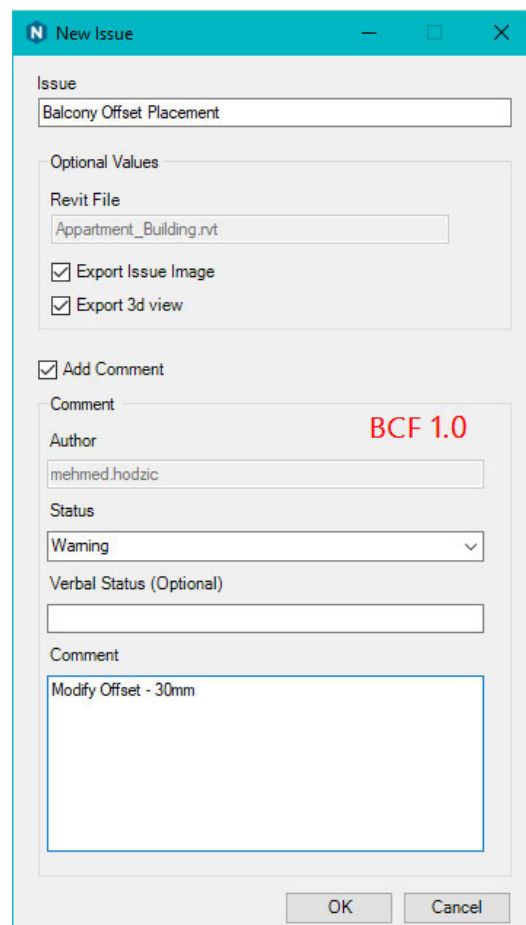 N New Issue
Issue
Balcony Offset Placement
Optional Values
Revit File
Appartment_Building.rvt
Export Issue Image
Export 3d view
Add Comment
Comment
BCF 1.0
Author
mehmed.hodzic
Status
Warning
Verbal Status (Optional)
Comment
Modify Offset - 30mm
OK Cancel